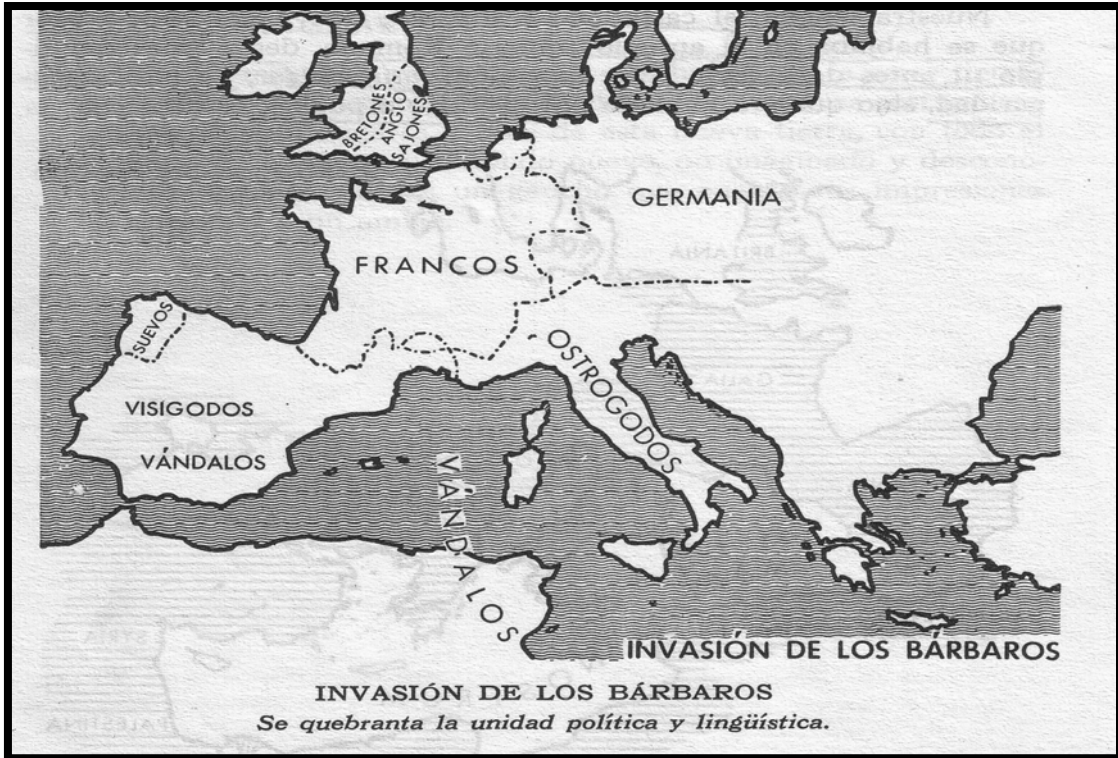 BRETONES
ANGLO
SAJONES
GERMANIA
FRANCOS
SUEVOS
OSTROGODOS
VISIGODOS
VÁNDALOS
VÁNDALOS
INVASIÓN DE LOS BÁRBAROS
INVASIÓN DE LOS BÁRBAROS
Se quebranta la unidad política y lingüística.